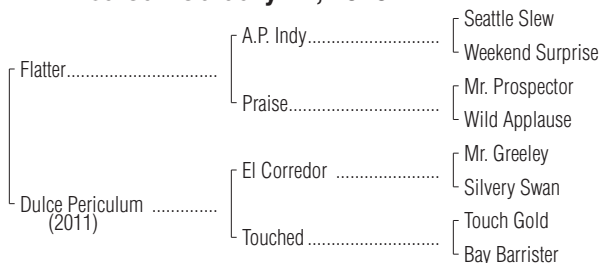 Seattle Slew
A.P. Indy
Weekend Surprise
Flatter
Mr. Prospector
Praise
Wild Applause
Mr. Greeley
El Corredor
Silvery Swan
Dulce Periculum
(2011)
Touch Gold
Touched
Bay Barrister